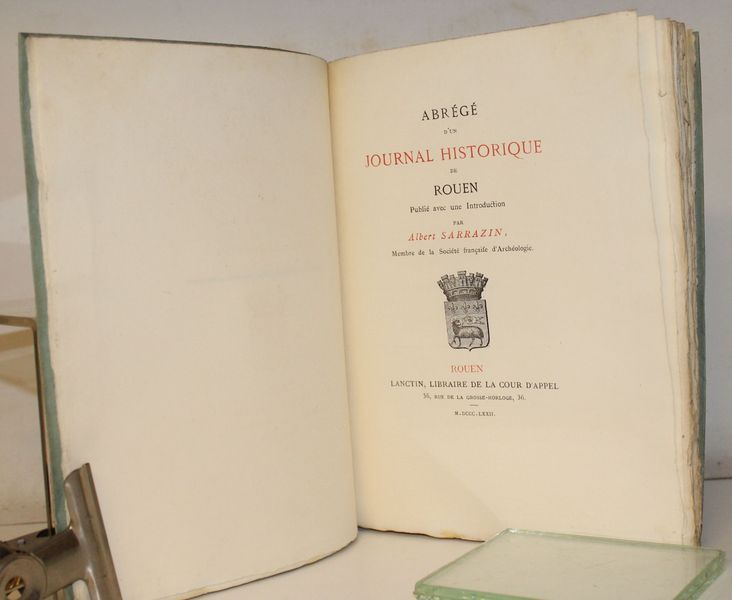 ABRÉGÉ
D'UN
JOURNAL HISTORIQUE
DE
ROUEN
Publié avec une Introduction
PAR
Albert SARRAZIN,
Membre de la Société française d'Archéologie.
ROUEN
LANCTIN, LIBRAIRE DE LA COUR D'APPEL
36, RUE DE LA GROSSE-HORLOGE, 36.
M.DCCC.LXXII.